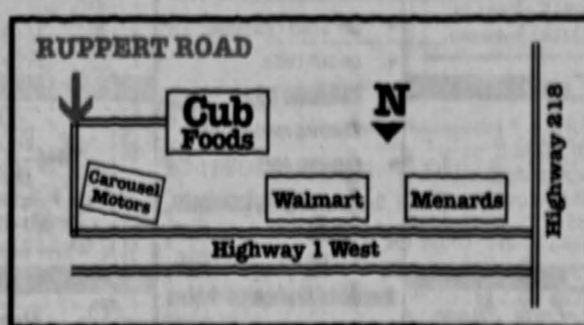 RUPPERT ROAD
Cub
Foods
N
Highway 218
Carousel
Motors
Walmart
Menards
Highway 1 West